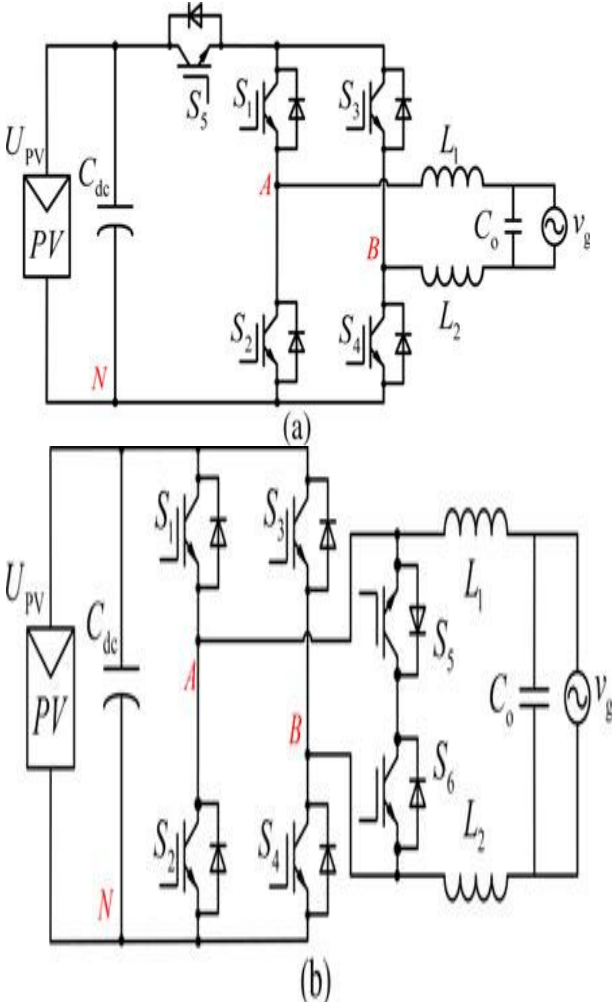 S5
S1
S3
UPV
Cdc
PV
A
L1
Co
vg
B
L2
S2
S4
N
(a)
S1
S3
UPV
Cdc
PV
A
L1
S5
Co
vg
B
S6
L2
S2
S4
N
(b)